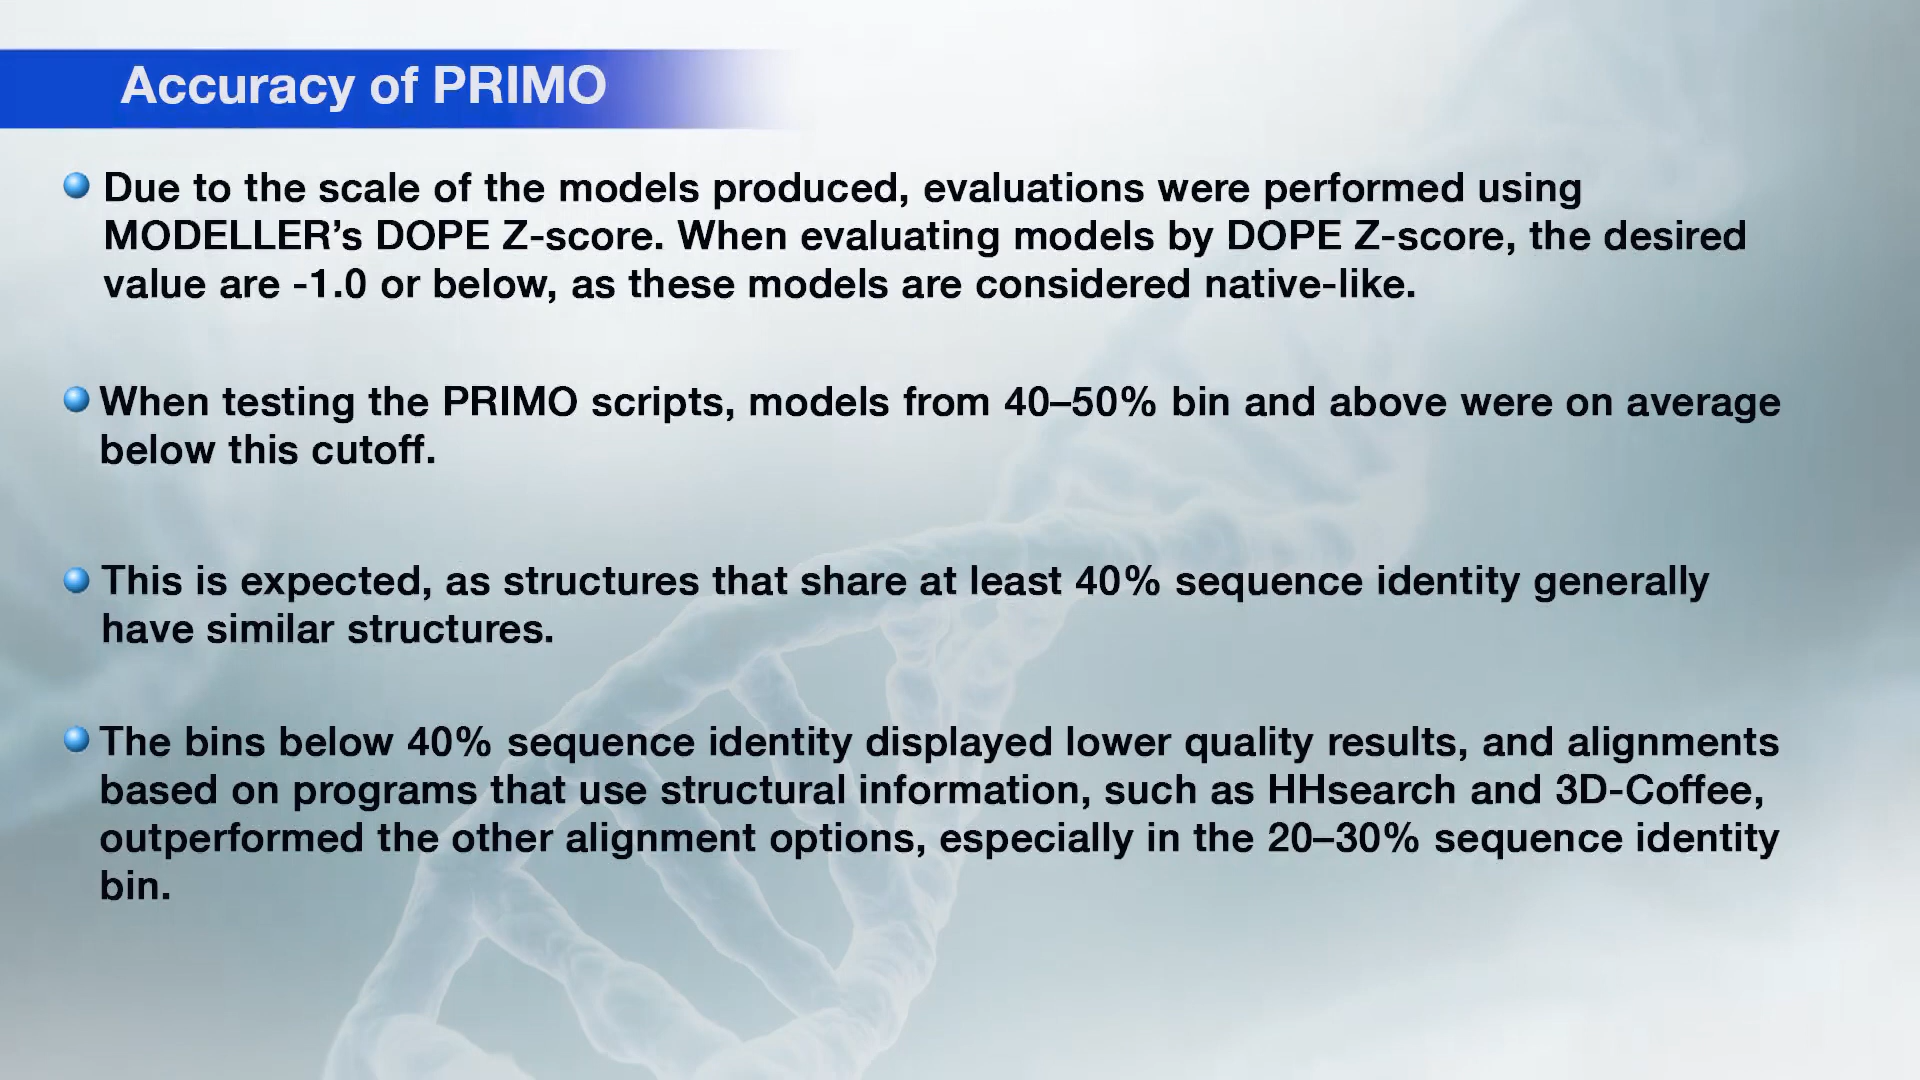 Accuracy of PRIMO
Due to the scale of the models produced, evaluations were performed using
MODELLER’s DOPE Z-score. When evaluating models by DOPE Z-score, the desired
value are -1.0 or below, as these models are considered native-like.
When testing the PRIMO scripts, models from 40–50% bin and above were on average
below this cutoff.
This is expected, as structures that share at least 40% sequence identity generally
have similar structures.
The bins below 40% sequence identity displayed lower quality results, and alignments
based on programs that use structural information, such as HHsearch and 3D-Coffee,
outperformed the other alignment options, especially in the 20–30% sequence identity
bin.